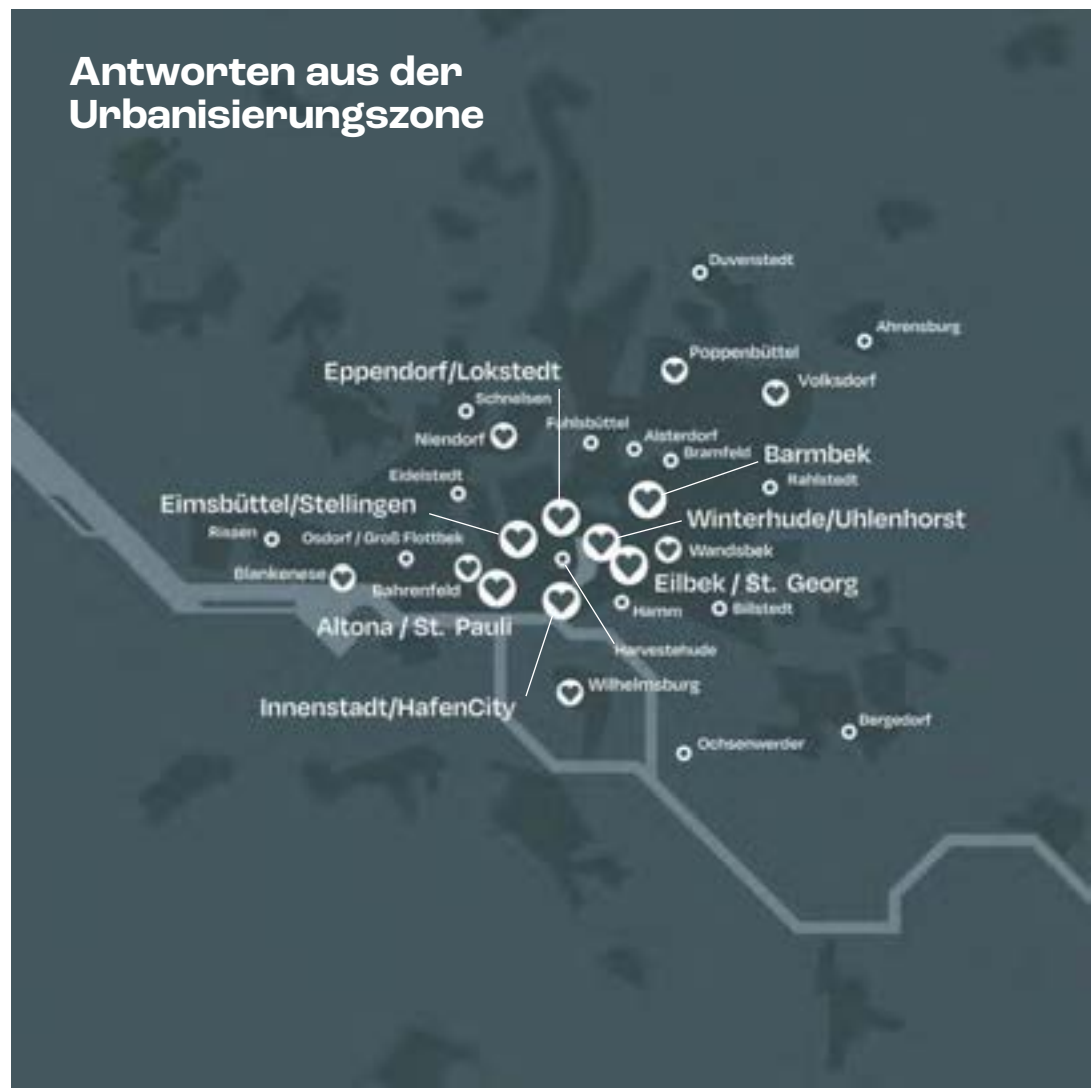 Antworten aus der
Urbanisierungszone
Duvenstedt
Ahrensburg
Poppenbüttel
Eppendorf/Lokstedt
Volksdorf
Schnelsen
Fuhlsbüttel
Niendorf
Alsterdorf
Bramfeld
Barmbek
Eidelstedt
Rahlstedt
Eimsbüttel/Stellingen
Winterhude/Uhlenhorst
Rissen
Osdorf / Groß Flottbek
Wandsbek
Blankenese
Eilbek / St. Georg
Bahrenfeld
Hamm
Billstedt
Altona / St. Pauli
Harvestehude
Wilhelmsburg
Innenstadt/HafenCity
Bergedorf
Ochsenwerder